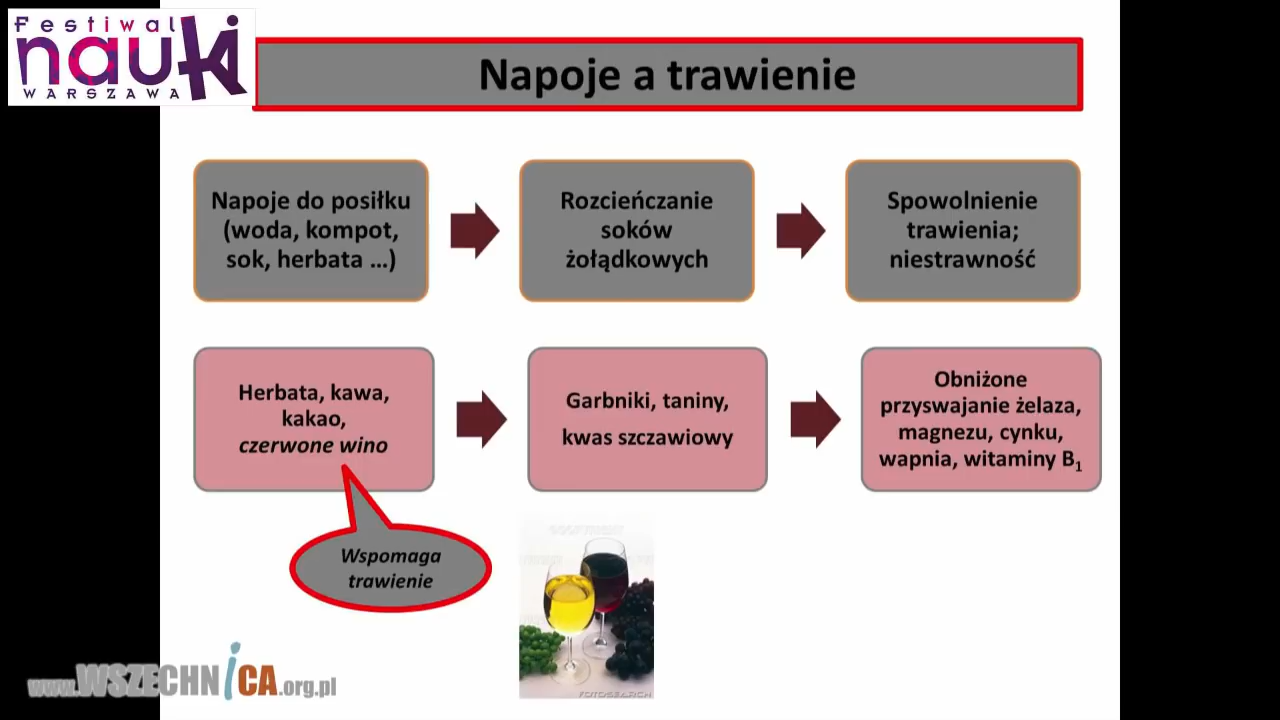 Festiwal
nauki
WARSZAWA
Napoje a trawienie
Napoje do posiłku
(woda, kompot,
sok, herbata ...)
Rozcieńczanie
soków
żołądkowych
Spowolnienie
trawienia;
niestrawność
Herbata, kawa,
kakao,
czerwone wino
Garbniki, taniny,
kwas szczawiowy
Obniżone
przyswajanie żelaza,
magnezu, cynku,
wapnia, witaminy B₁
Wspomaga
trawienie
FOTOSEARCH
www.WSZECHNiCA.org.pl